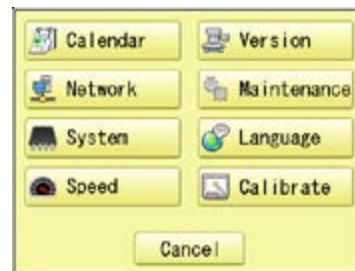 Calendar
Version
Network
Maintenance
System
Language
Speed
Calibrate
Cancel